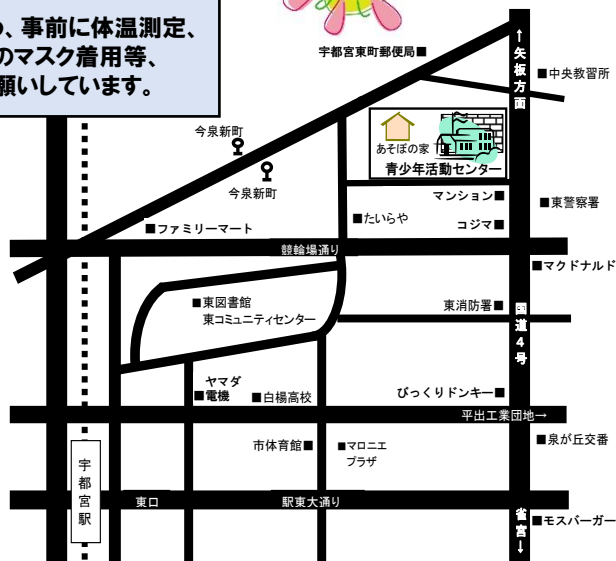 、事前に体温測定、
のマスク着用等、
願いしています。
宇都宮東町郵便局■
↑矢板方面
■中央教習所
今泉新町
あそぼの家
青少年活動センター
今泉新町
マンション■
■東警察署
■たいらや
コジマ■
■ファミリーマート
競輪場通り
■マクドナルド
■東図書館
東コミュニティセンター
東消防署■
国道4号
ヤマダ
■電機
■白楊高校
びっくりドンキー■
平出工業団地→
市体育館■
■マロニエ
プラザ
■泉が丘交番
宇都宮駅
東口
駅東大通り
雀宮↓
■モスバーガー